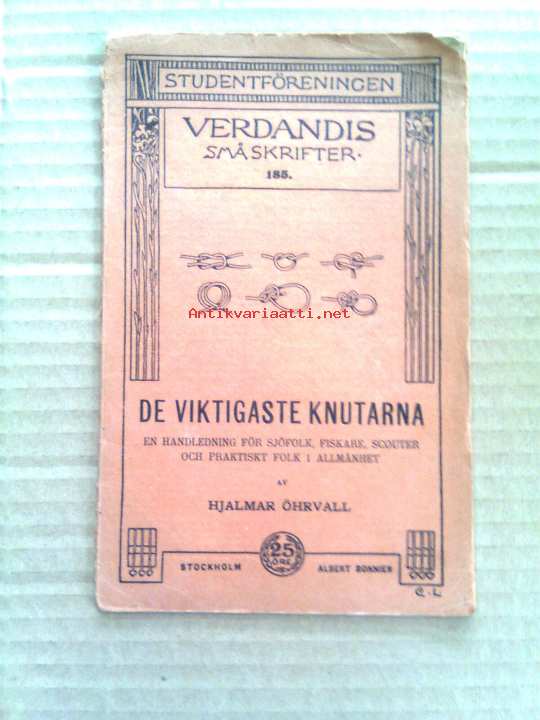 STUDENTFÖRENINGEN
VERDANDIS
SMÅSKRIFTER.
185.
Antikvariaatti.net
DE VIKTIGASTE KNUTARNA
EN HANDLEDNING FÖR SJÖFOLK, FISKARE, SCOUTER
OCH PRAKTISKT FOLK I ALLMÄNHET
AV
HJALMAR ÖHRVALL
25
ÖRE
STOCKHOLM ALBERT BONNIER
C-L